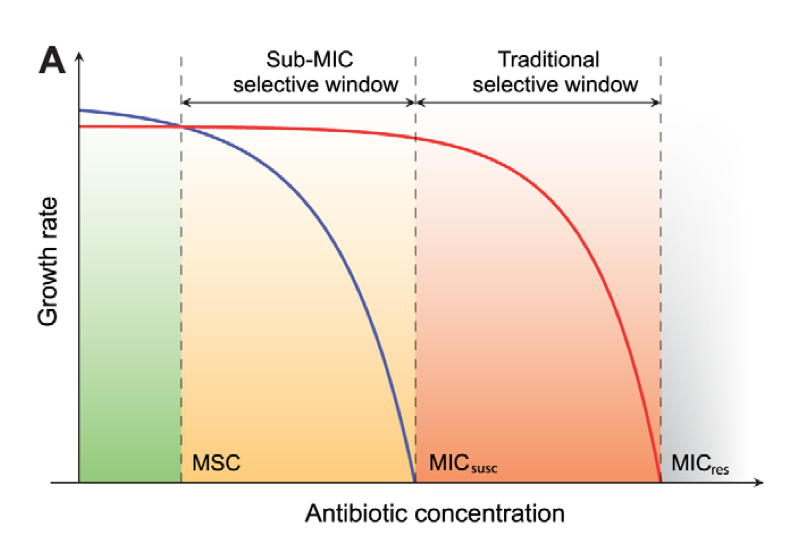 A
Sub-MIC
selective window
Traditional
selective window
Growth rate
MSC
MICsusc
MICres
Antibiotic concentration